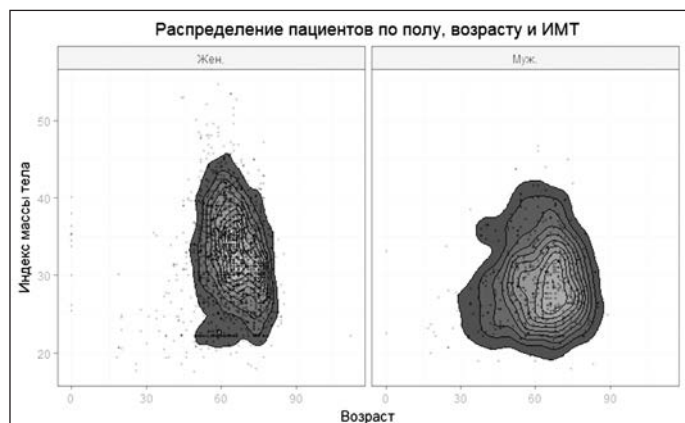 Распределение пациентов по полу, возрасту и ИМТ
Жен.
Муж.
Индекс массы тела
50
40
30
20
0
30
60
90
0
30
60
90
Возраст